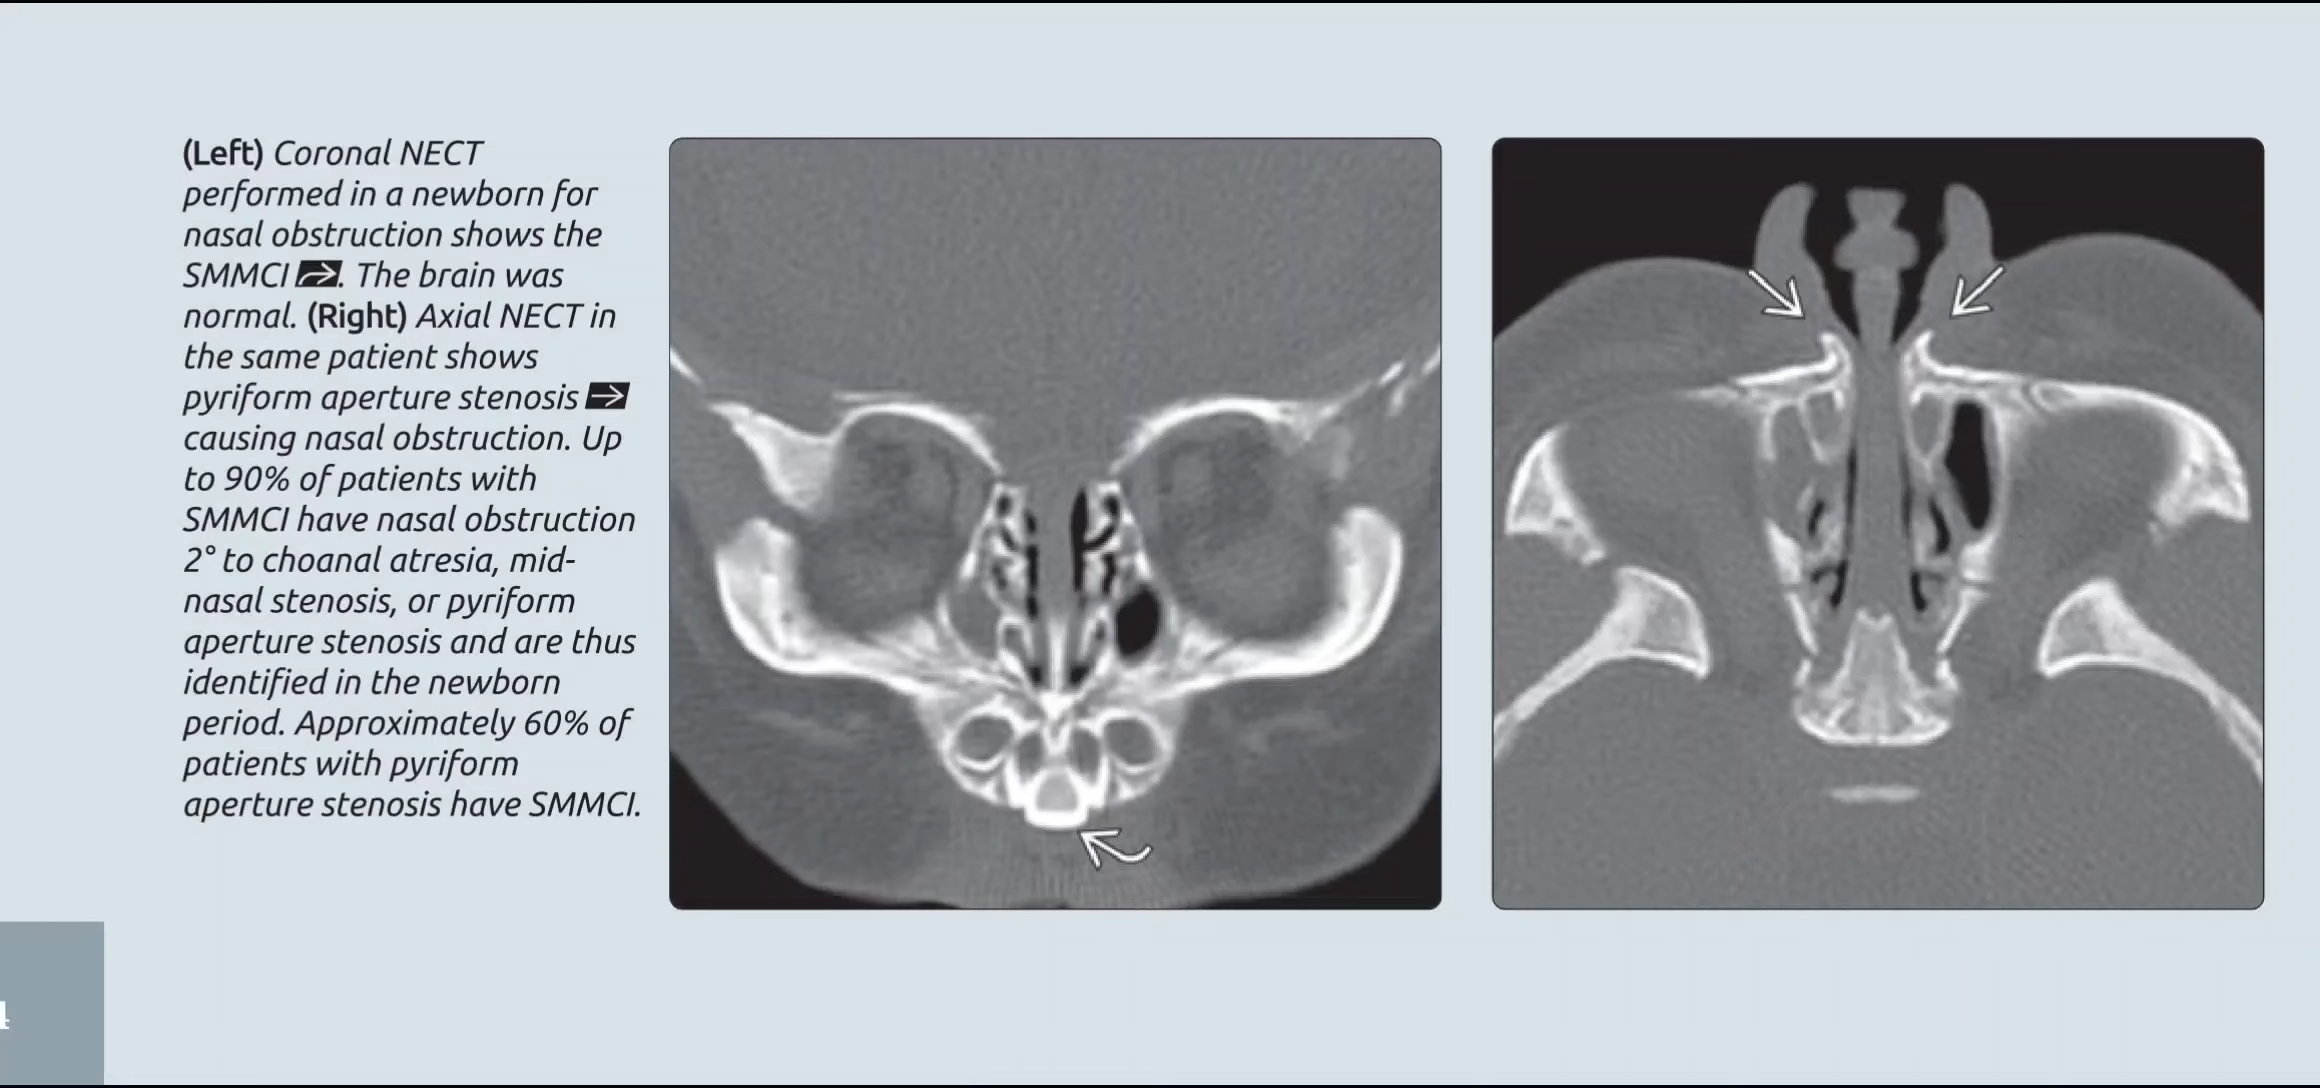 (Left) Coronal NECT
performed in a newborn for
nasal obstruction shows the
SMMCI. The brain was
normal. (Right) Axial NECT in
the same patient shows
pyriform aperture stenosis
causing nasal obstruction. Up
to 90% of patients with
SMMCI have nasal obstruction
2° to choanal atresia, mid-
nasal stenosis, or pyriform
aperture stenosis and are thus
identified in the newborn
period. Approximately 60% of
patients with pyriform
aperture stenosis have SMMCI.
4